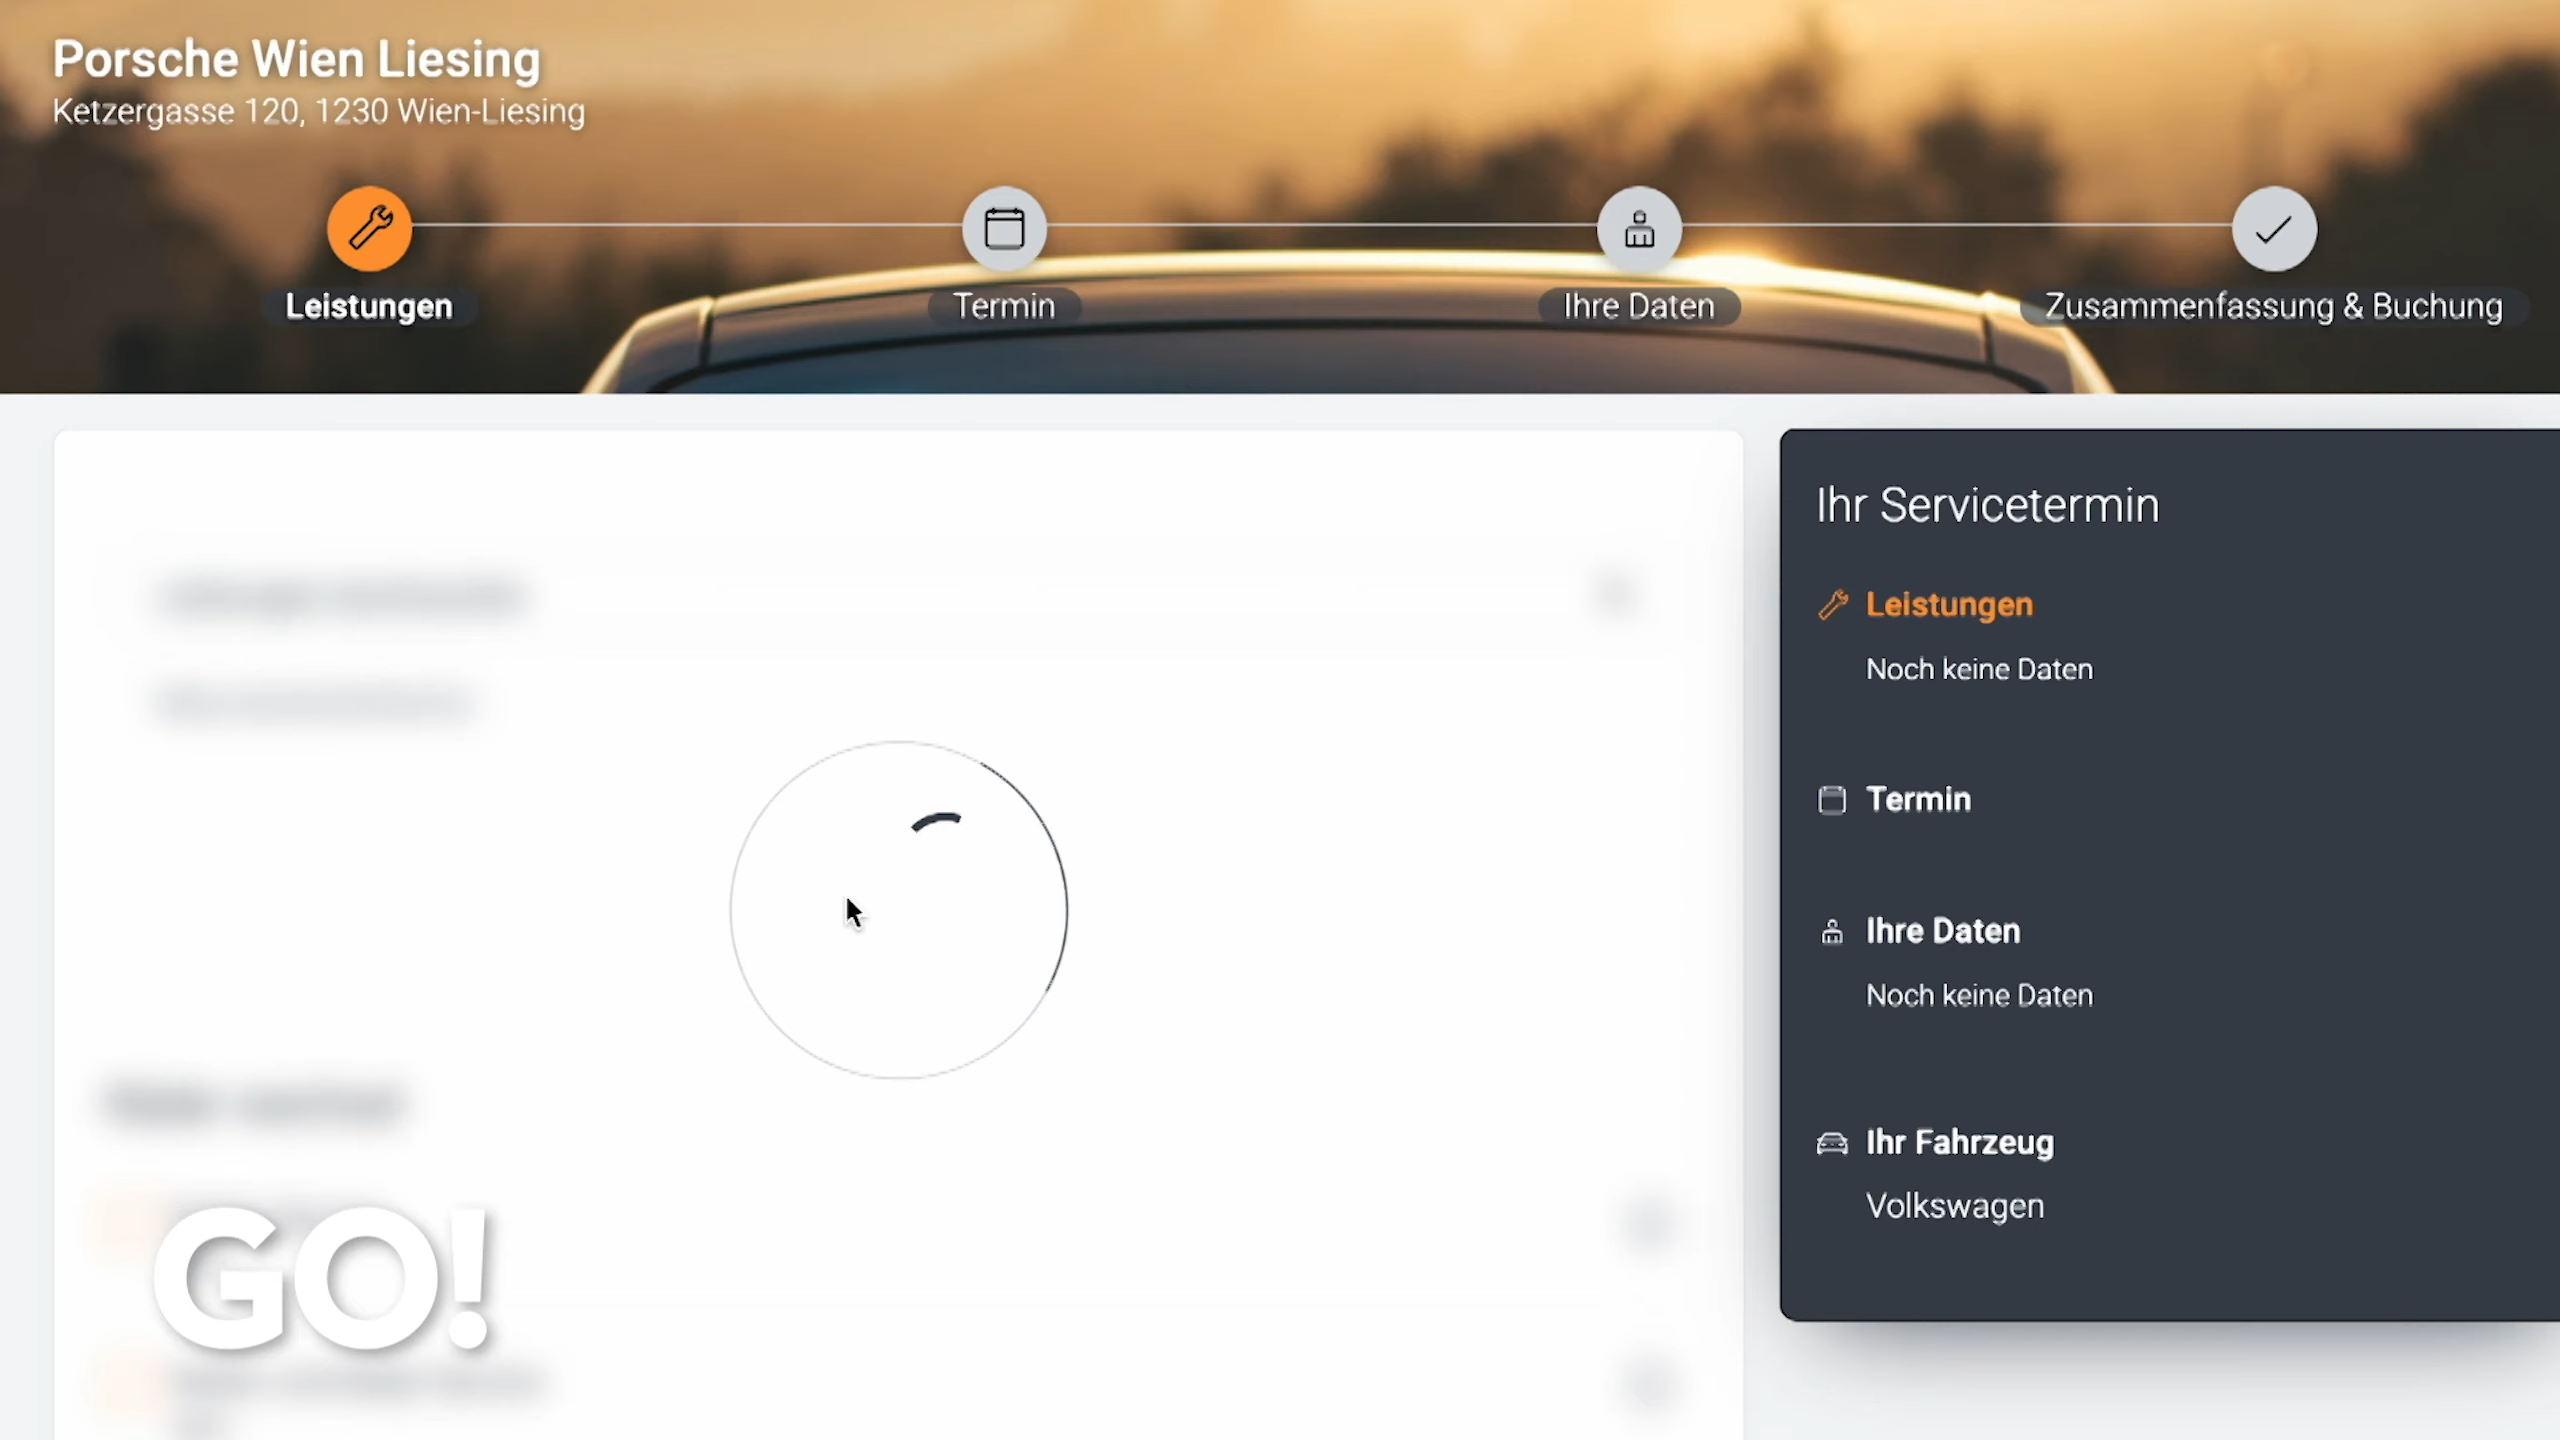 Porsche Wien Liesing
Ketzergasse 120, 1230 Wien-Liesing
Leistungen
Termin
Ihre Daten
Zusammenfassung & Buchung
Ihr Servicetermin
Leistungen
Noch keine Daten
Termin
Ihre Daten
Noch keine Daten
Ihr Fahrzeug
Volkswagen
GO!